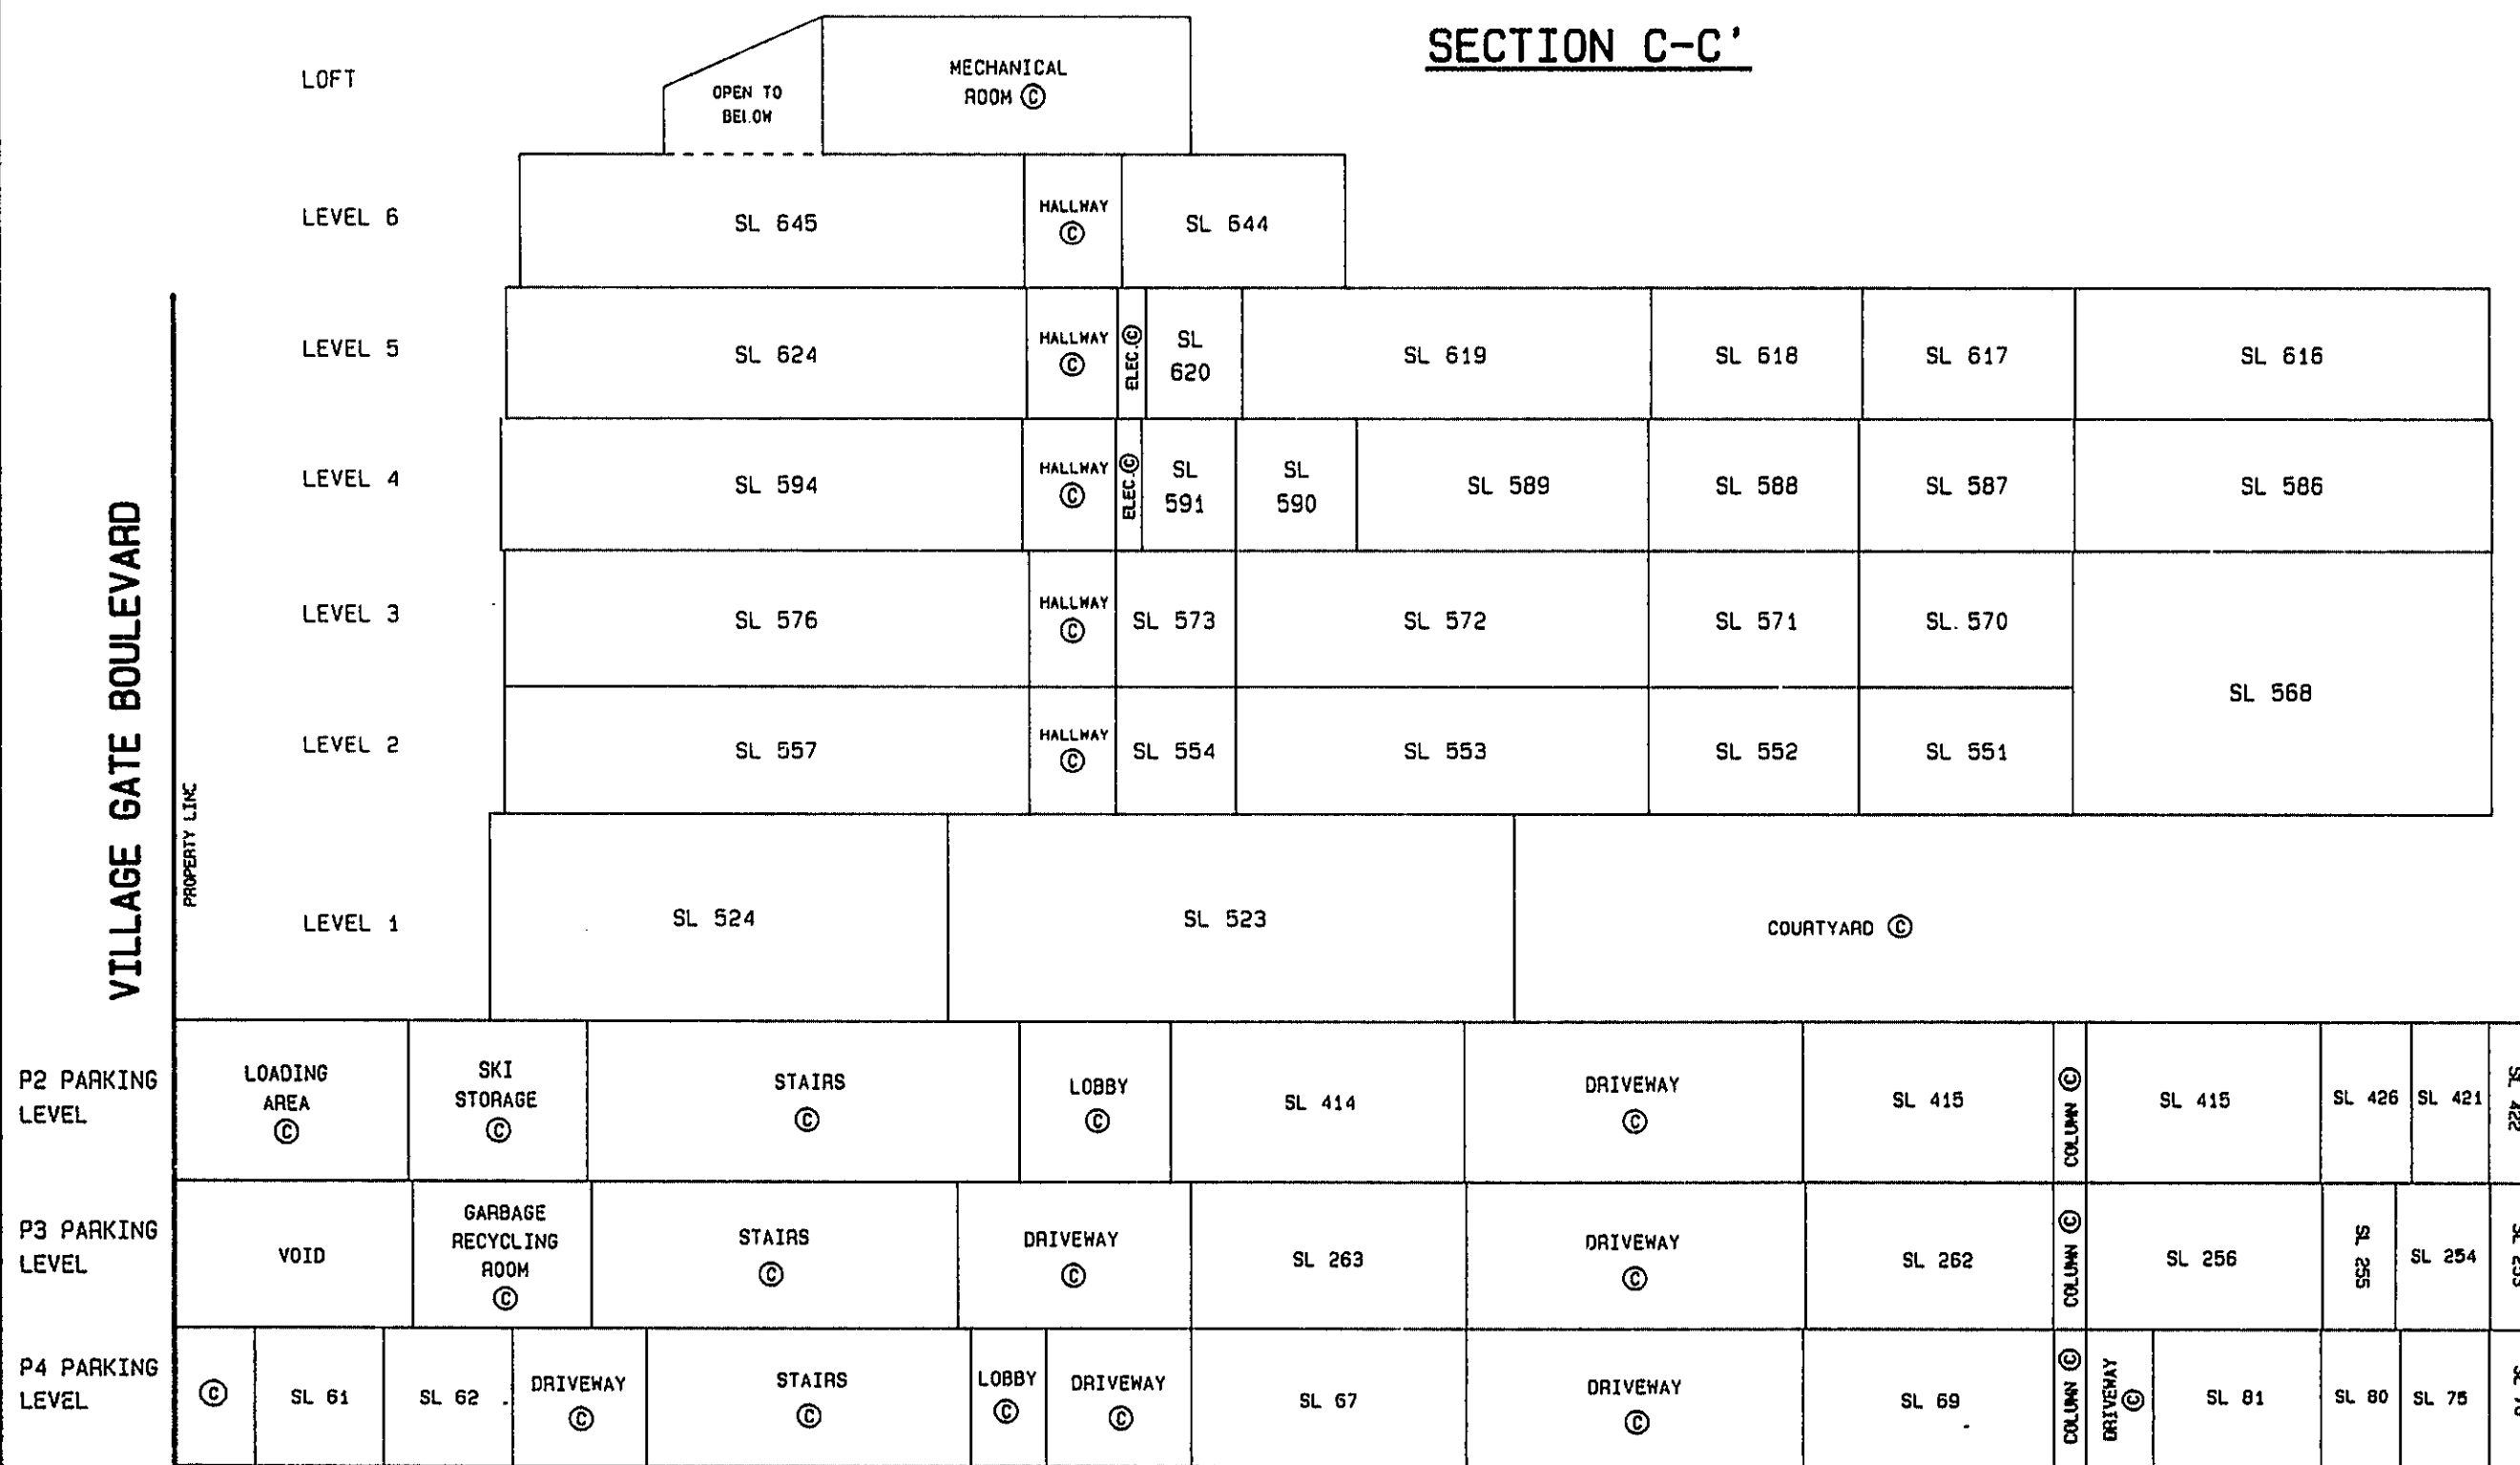 SECTION C-C'
LOFT
OPEN TO
BELOW
MECHANICAL
ROOM Ⓒ
LEVEL 6
SL 645
HALLWAY
Ⓒ
SL 644
LEVEL 5
SL 624
HALLWAY
Ⓒ
ELEC.Ⓒ
SL
620
SL 619
SL 618
SL 617
SL 616
LEVEL 4
SL 594
HALLWAY
Ⓒ
ELEC.Ⓒ
SL
591
SL
590
SL 589
SL 588
SL 587
SL 586
LEVEL 3
SL 576
HALLWAY
Ⓒ
SL 573
SL 572
SL 571
SL. 570
SL 568
LEVEL 2
SL 557
HALLWAY
Ⓒ
SL 554
SL 553
SL 552
SL 551
VILLAGE GATE BOULEVARD
PROPERTY LINE
LEVEL 1
SL 524
SL 523
COURTYARD Ⓒ
P2 PARKING
LEVEL
LOADING
AREA
Ⓒ
SKI
STORAGE
Ⓒ
STAIRS
Ⓒ
LOBBY
Ⓒ
SL 414
DRIVEWAY
Ⓒ
SL 415
COLUMN Ⓒ
SL 415
SL 426
SL 421
SL 422
P3 PARKING
LEVEL
VOID
GARBAGE
RECYCLING
ROOM
Ⓒ
STAIRS
Ⓒ
DRIVEWAY
Ⓒ
SL 263
DRIVEWAY
Ⓒ
SL 262
COLUMN Ⓒ
SL 256
SL 255
SL 254
SL 253
P4 PARKING
LEVEL
Ⓒ
SL 61
SL 62
DRIVEWAY
Ⓒ
STAIRS
Ⓒ
LOBBY
Ⓒ
DRIVEWAY
Ⓒ
SL 67
DRIVEWAY
Ⓒ
SL 69
COLUMN Ⓒ
DRIVEWAY
Ⓒ
SL 81
SL 80
SL 75